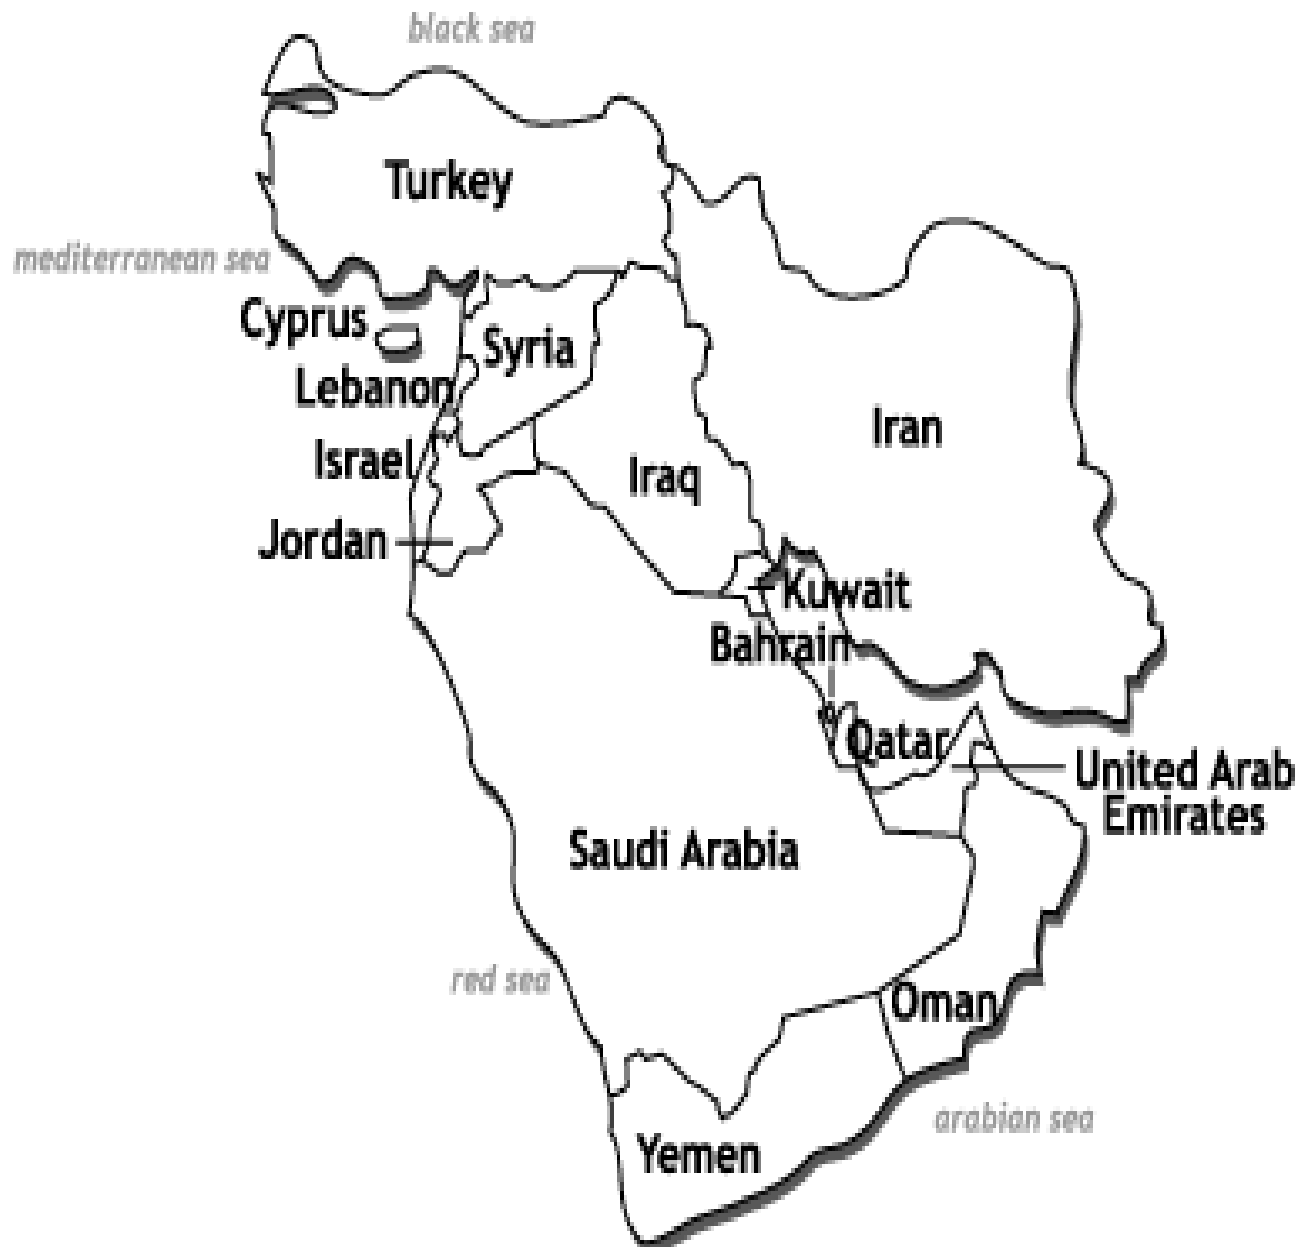 black sea
Turkey
mediterranean sea
Cyprus
Syria
Lebanon
Iran
Israel
Iraq
Jordan
Kuwait
Bahrain
Qatar
United Arab
Emirates
Saudi Arabia
red sea
Oman
arabian sea
Yemen